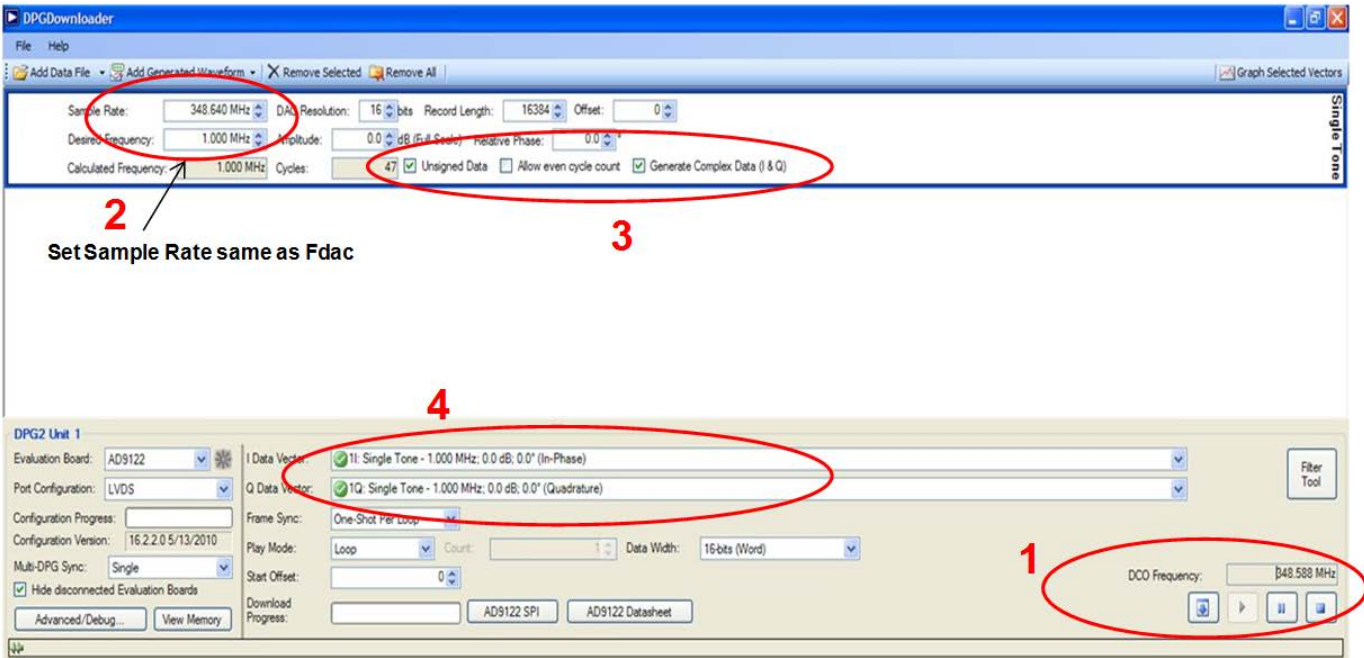 DPGDownloader
File Help
Add Data File Add Generated Waveform Remove Selected Remove All Graph Selected Vectors
Sample Rate: 348.640 MHz DAC Resolution: 16 bits Record Length: 16384 Offset: 0
Desired Frequency: 1.000 MHz Amplitude: 0.0 dB (Full Scale) Relative Phase: 0.0 °
Calculated Frequency: 1.000 MHz Cycles: 47 Unsigned Data Allow even cycle count Generate Complex Data (I & Q)
Single Tone
2
3
Set Sample Rate same as Fdac
4
DPG2 Unit 1
Evaluation Board: AD9122 I Data Vector: 1I: Single Tone - 1.000 MHz; 0.0 dB; 0.0° (In-Phase)
Filter Tool
Port Configuration: LVDS Q Data Vector: 1Q: Single Tone - 1.000 MHz; 0.0 dB; 0.0° (Quadrature)
Configuration Progress: Frame Sync: One-Shot Per Loop
Configuration Version: 16.2.2.0 5/13/2010 Play Mode: Loop Count: 1 Data Width: 16-bits (Word)
1
Multi-DPG Sync: Single Start Offset: 0 DCO Frequency: 348.588 MHz
Hide disconnected Evaluation Boards
Advanced/Debug... View Memory Download Progress: AD9122 SPI AD9122 Datasheet